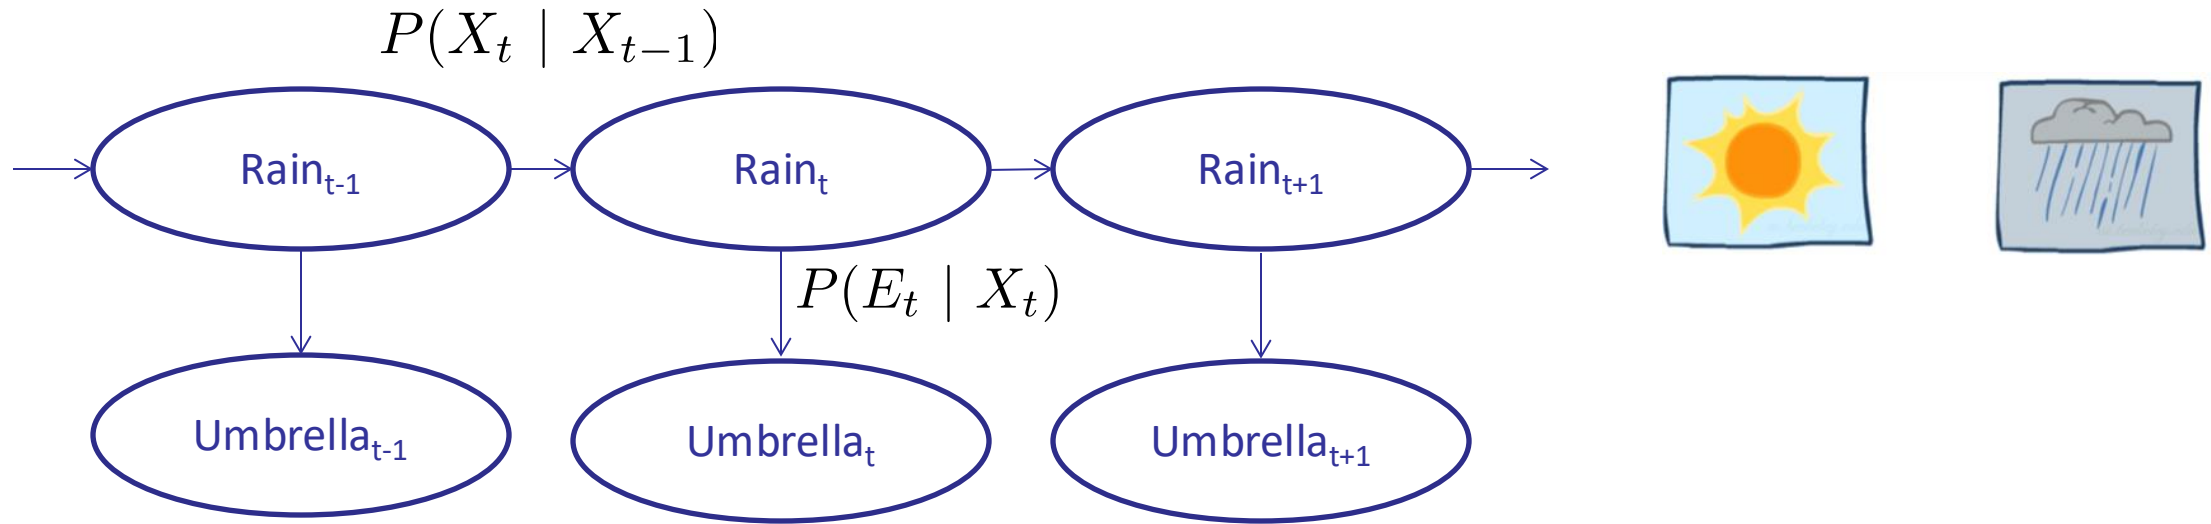 P(X_t | X_{t-1})
Rain_{t-1}
Rain_t
Rain_{t+1}
P(E_t | X_t)
Umbrella_{t-1}
Umbrella_t
Umbrella_{t+1}